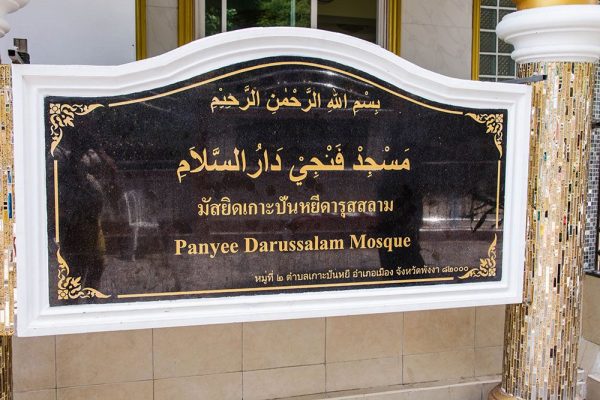 بِسْمِ اللهِ الرَّحْمٰنِ الرَّحِيْمِ
مَسْجِدْ فَنْجِيْ دَارُ السَّلَامِ
มัสยิดเกาะปันหยีดารุสสลาม
Panyee Darussalam Mosque
หมู่ที่ ๒ ตำบลเกาะปันหยี อำเภอเมือง จังหวัดพังงา ๘๒๐๐๐